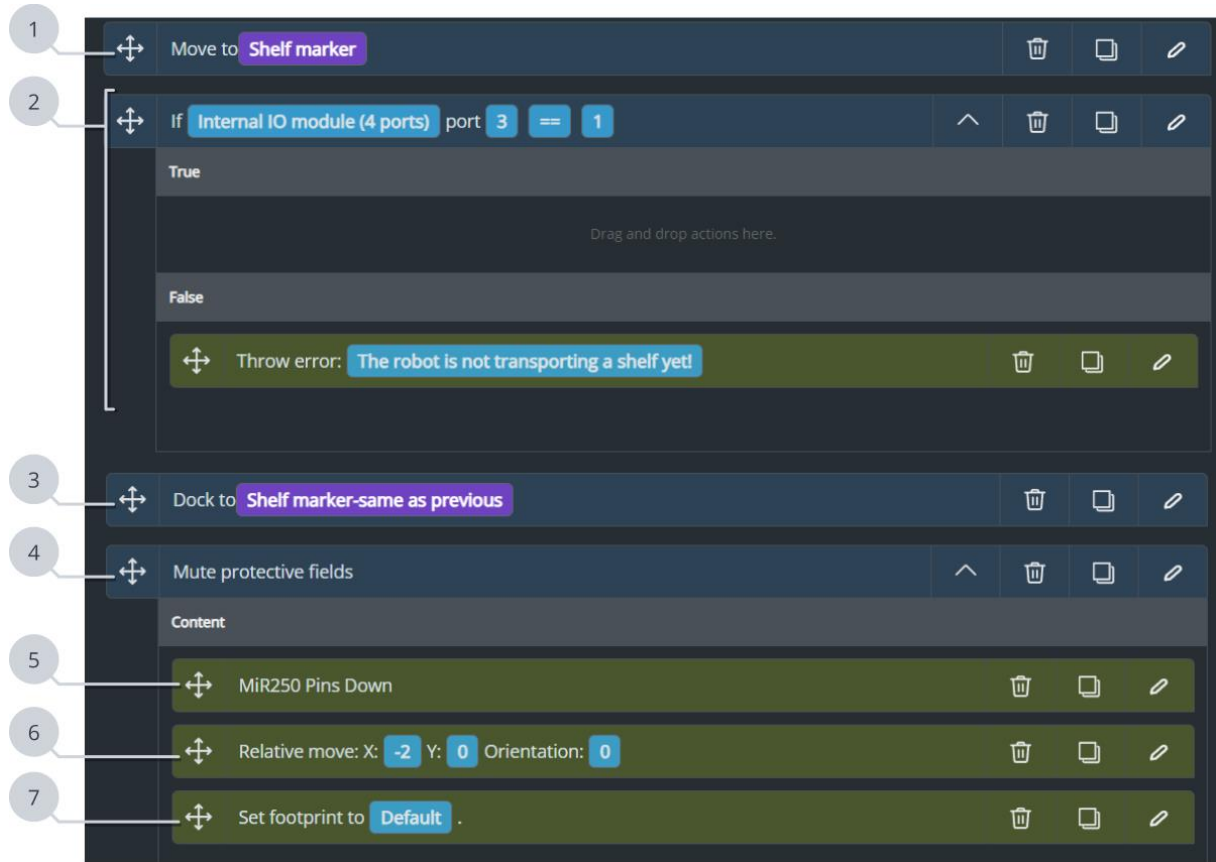 1
Move to Shelf marker
2
If Internal IO module (4 ports) port 3 == 1
True
Drag and drop actions here.
False
Throw error: The robot is not transporting a shelf yet!
3
Dock to Shelf marker-same as previous
4
Mute protective fields
Content
5
MiR250 Pins Down
6
Relative move: X: -2 Y: 0 Orientation: 0
7
Set footprint to Default .